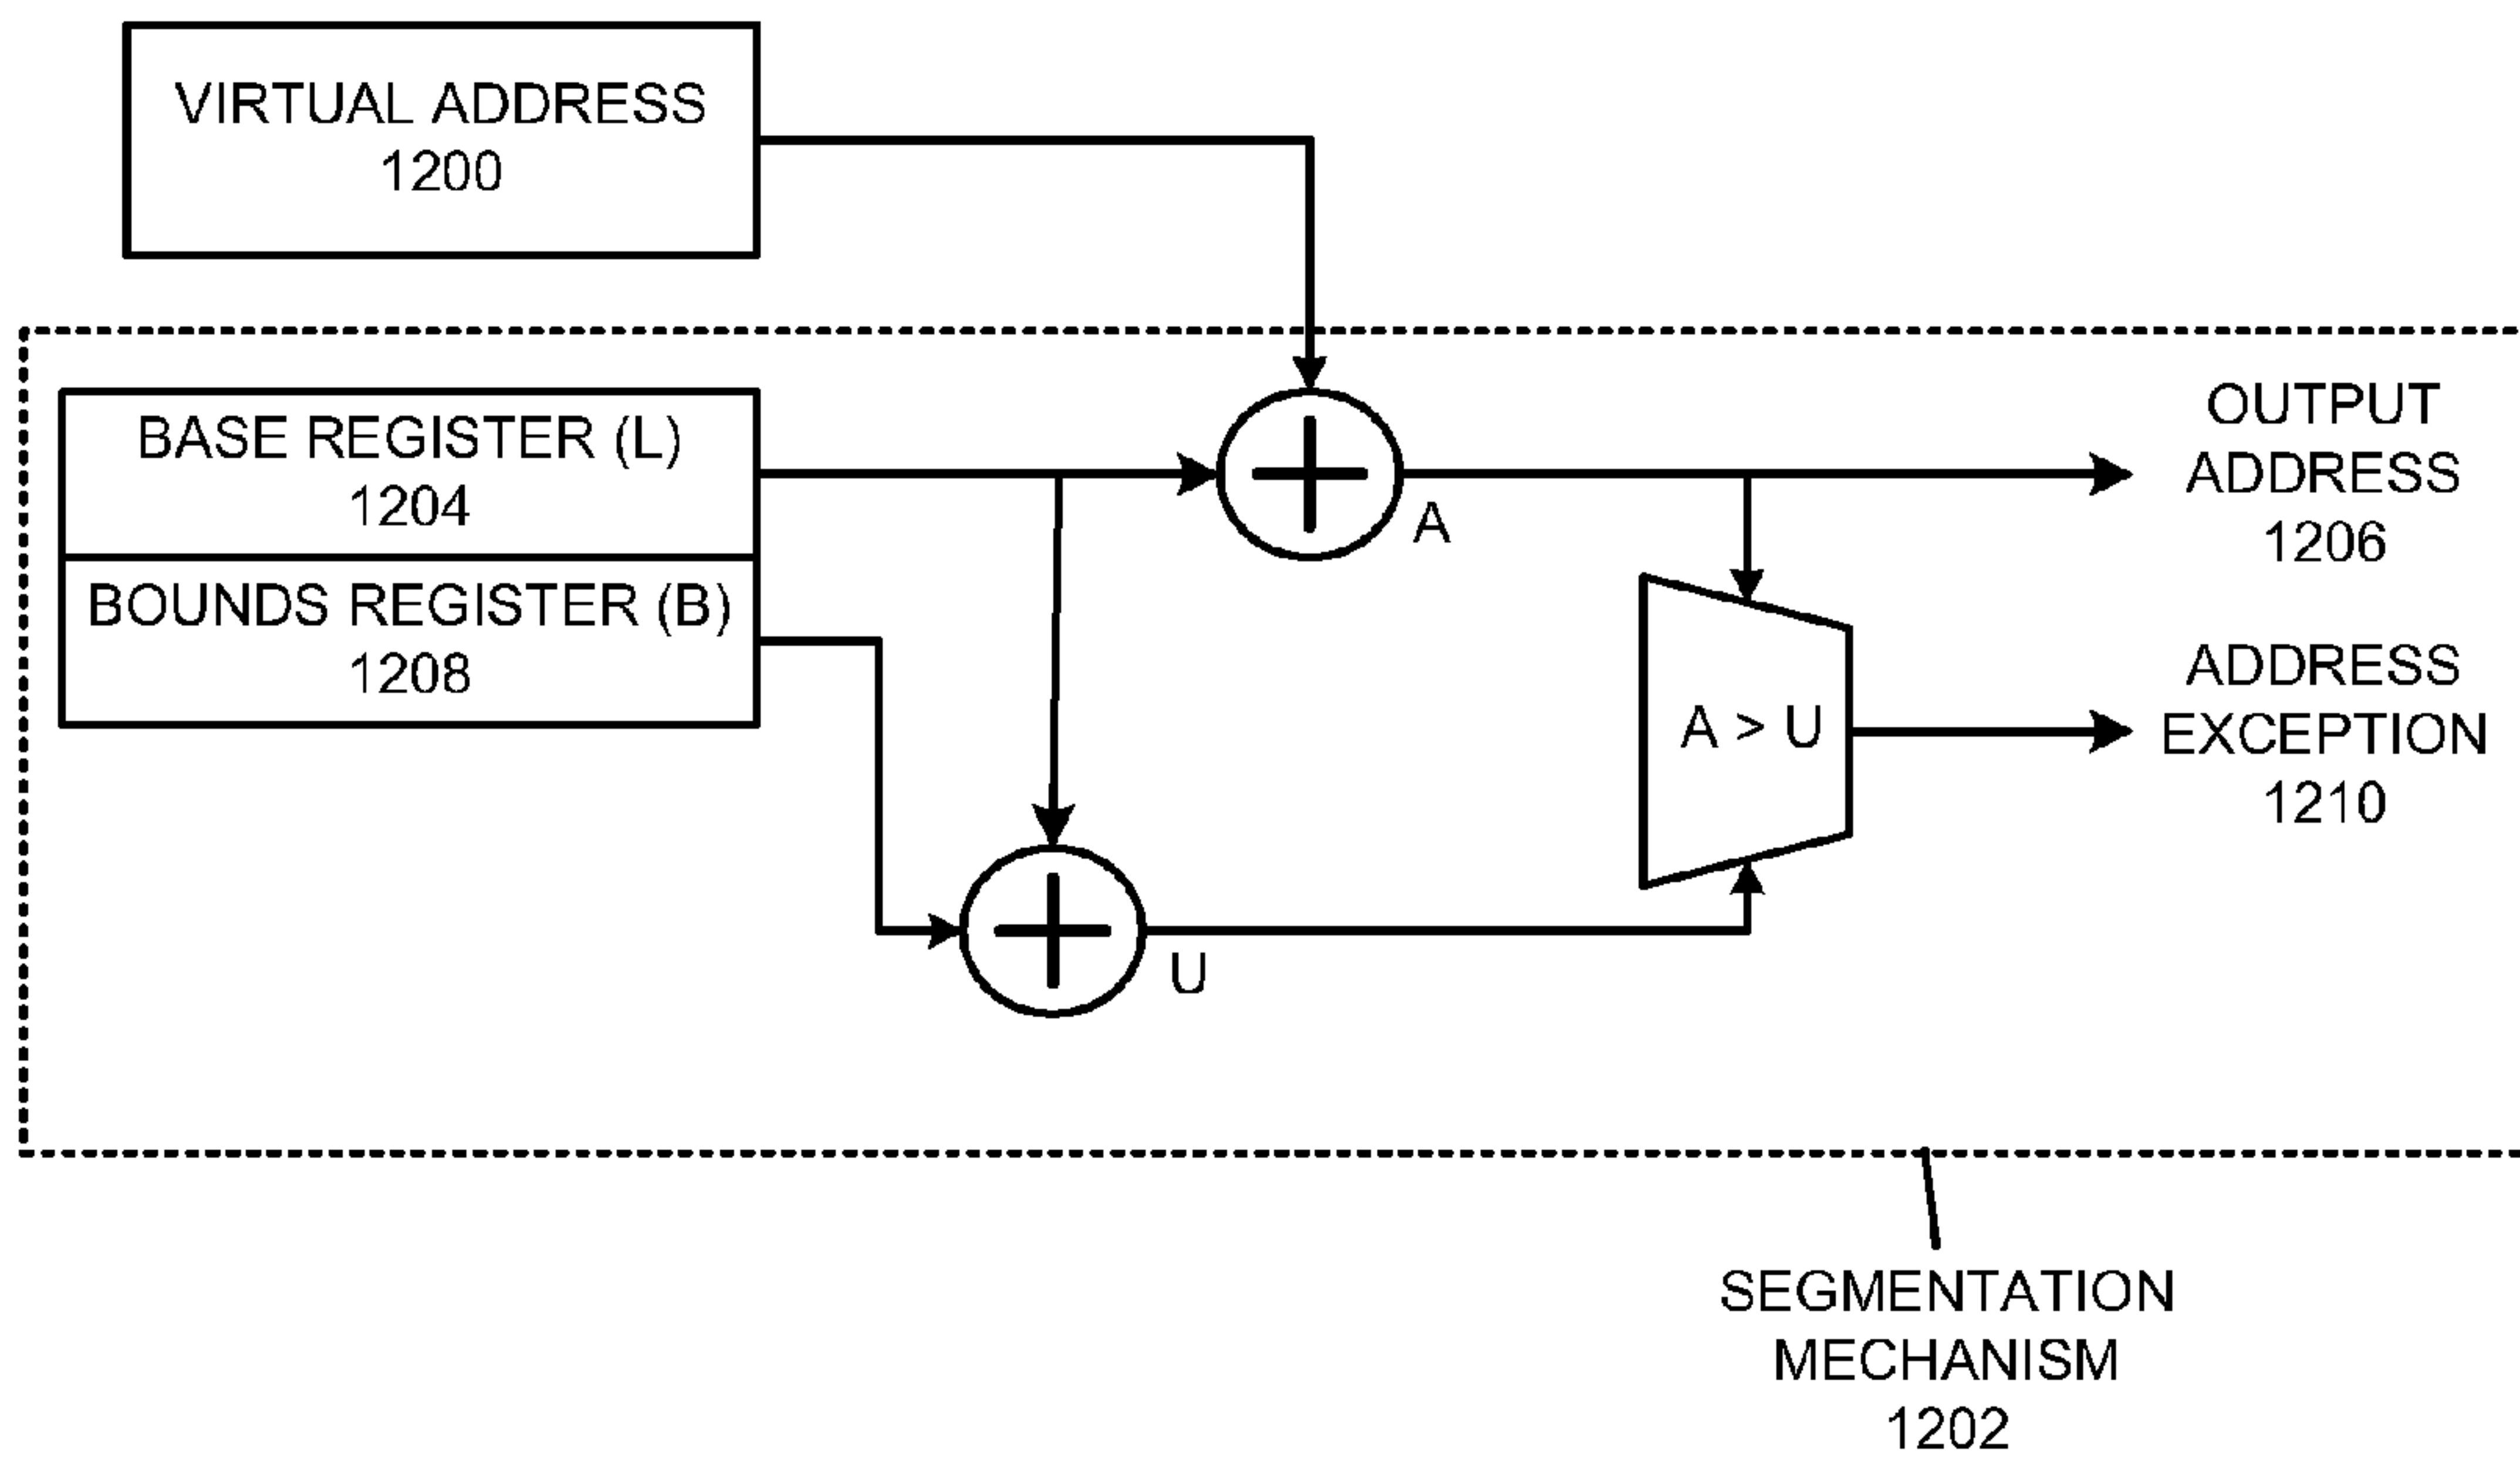 VIRTUAL ADDRESS
1200
BASE REGISTER (L)
1204
BOUNDS REGISTER (B)
1208
A
U
A > U
OUTPUT
ADDRESS
1206
ADDRESS
EXCEPTION
1210
SEGMENTATION
MECHANISM
1202